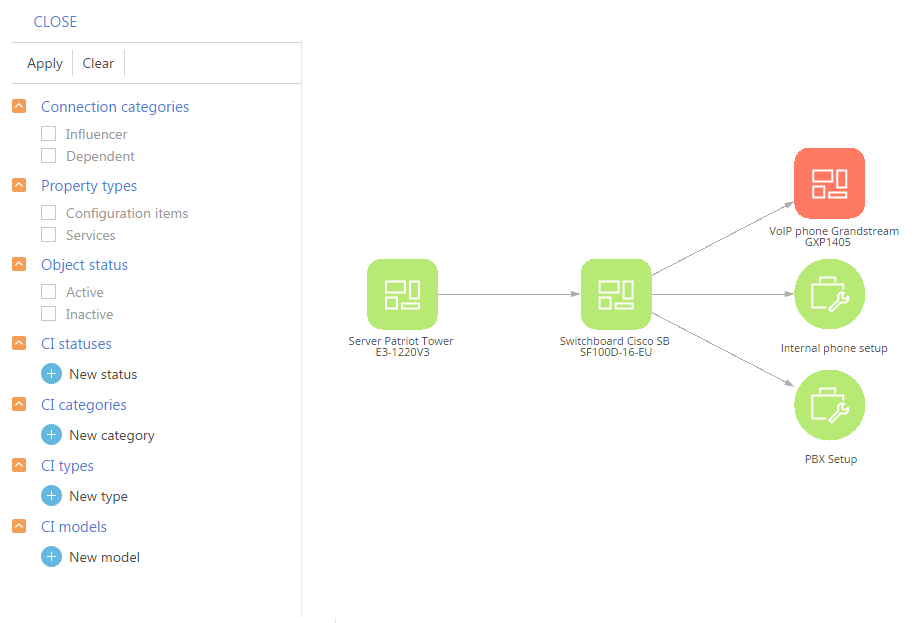 CLOSE
Apply
Clear
Connection categories
Influencer
Dependent
Property types
Configuration items
Services
Object status
Active
Inactive
CI statuses
New status
CI categories
New category
CI types
New type
CI models
New model
Server Patriot Tower
E3-1220V3
Switchboard Cisco SB
SF100D-16-EU
VoIP phone Grandstream
GXP1405
Internal phone setup
PBX Setup